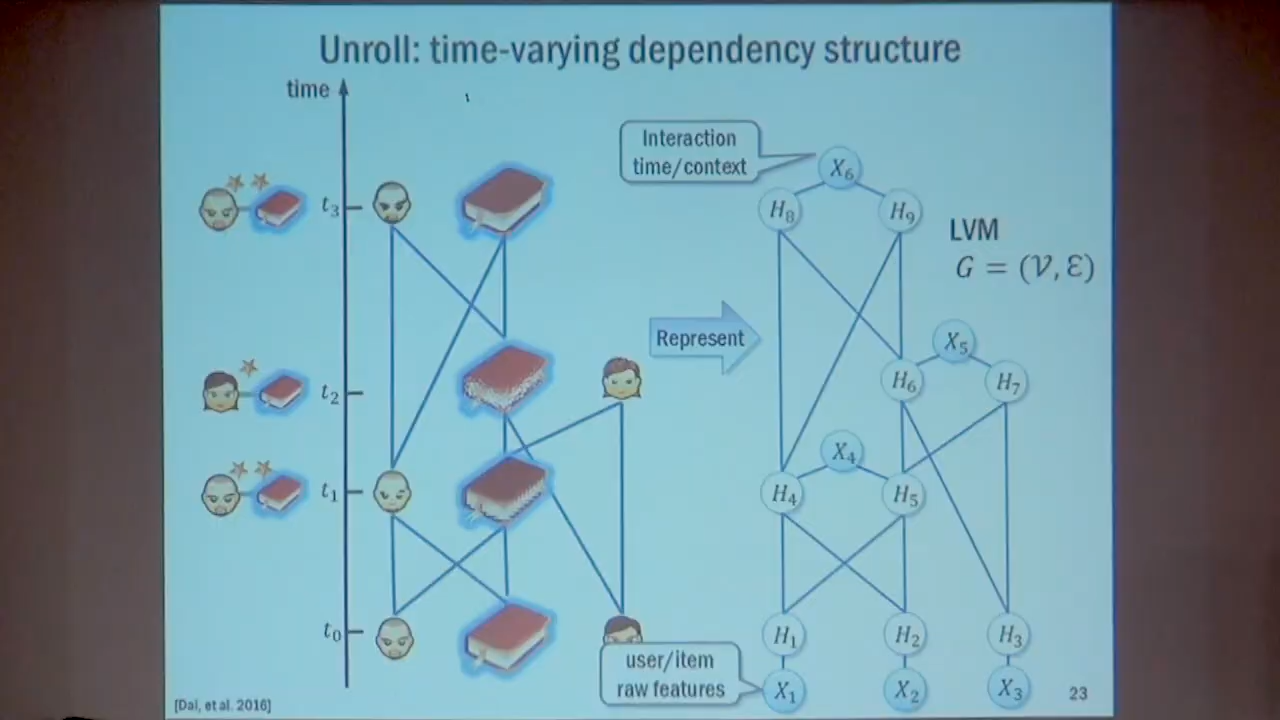 Unroll: time-varying dependency structure
time
Interaction
time/context
X6
t3
H8
H9
LVM
G = (V, Ɛ)
Represent
X5
t2
H6
H7
X4
t1
H4
H5
t0
H1
H2
H3
user/item
raw features
X1
X2
X3
[Dai, et al. 2016]
23